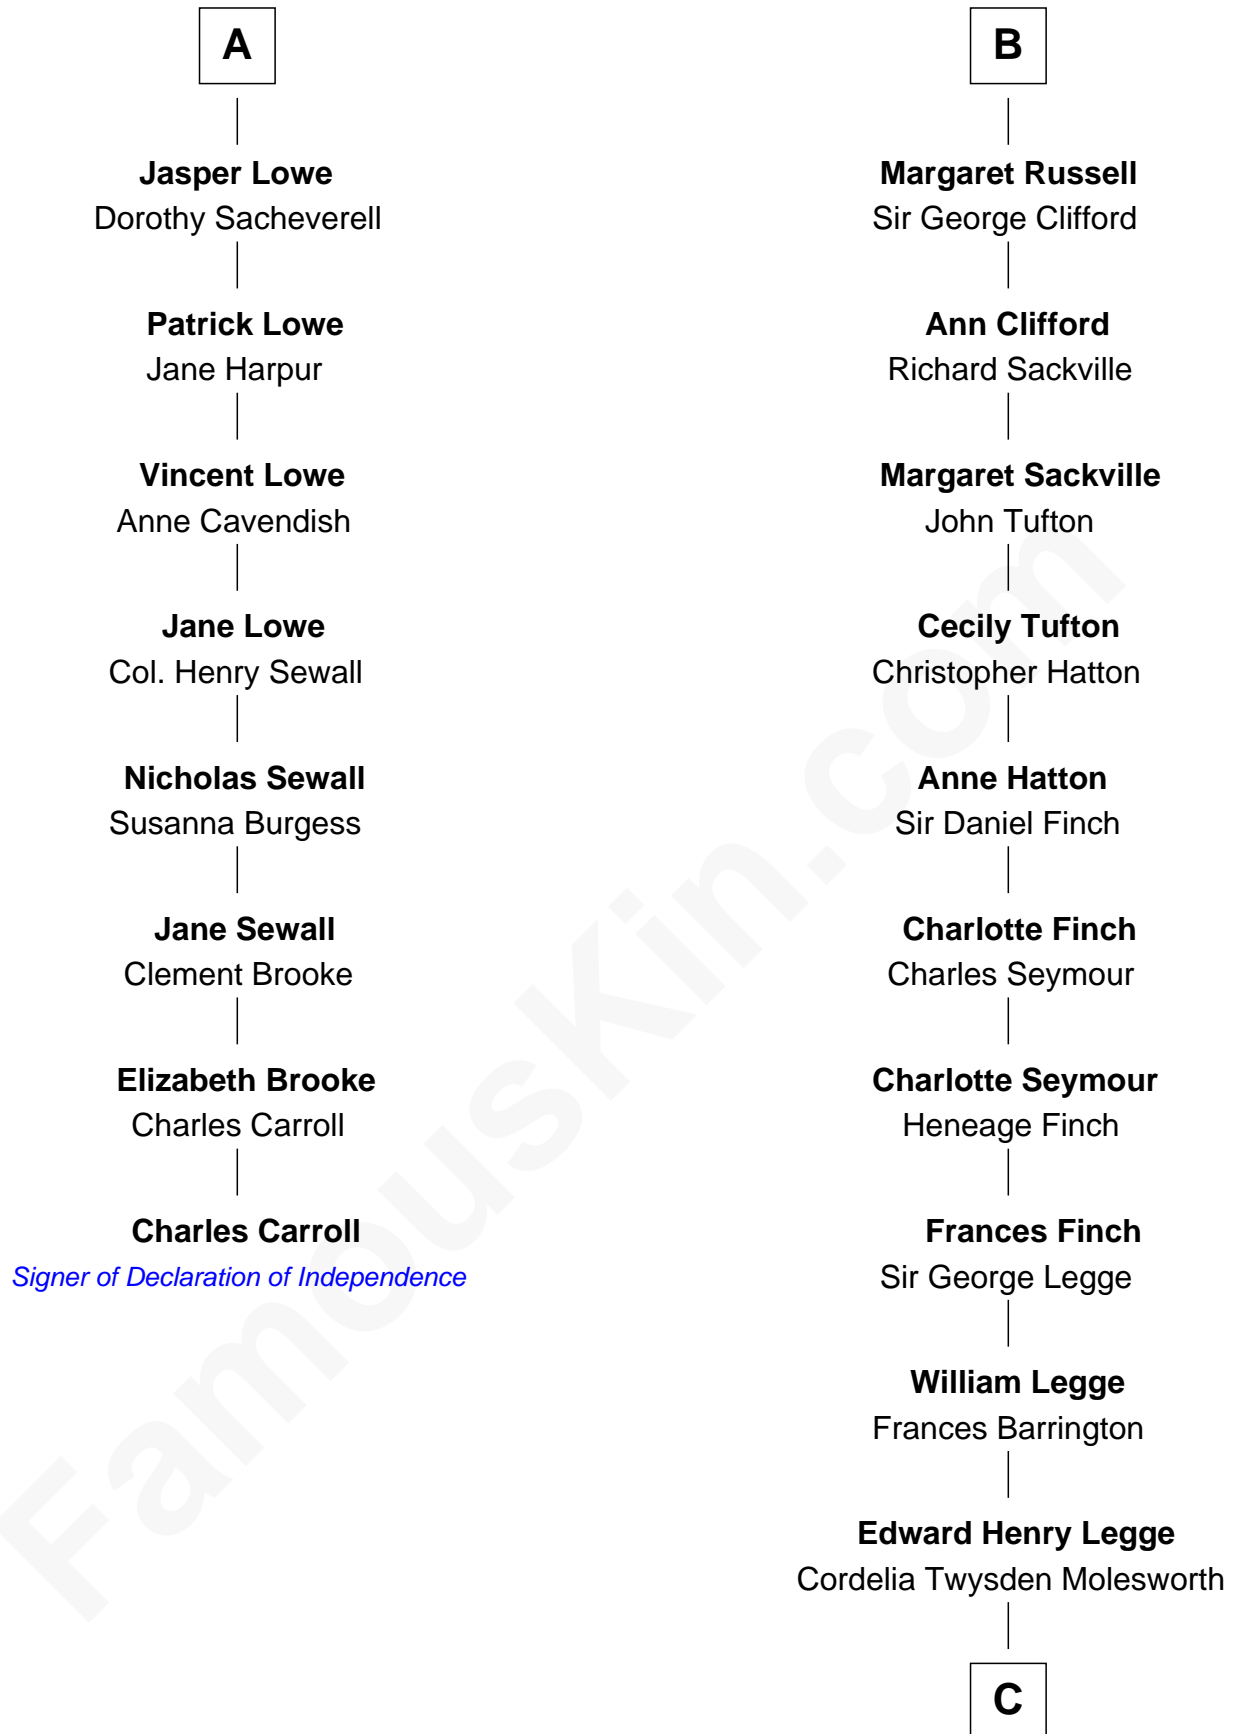 A
Jasper Lowe
Dorothy Sacheverell
Patrick Lowe
Jane Harpur
Vincent Lowe
Anne Cavendish
Jane Lowe
Col. Henry Sewall
Nicholas Sewall
Susanna Burgess
Jane Sewall
Clement Brooke
Elizabeth Brooke
Charles Carroll
Charles Carroll
Signer of Declaration of Independence
B
Margaret Russell
Sir George Clifford
Ann Clifford
Richard Sackville
Margaret Sackville
John Tufton
Cecily Tufton
Christopher Hatton
Anne Hatton
Sir Daniel Finch
Charlotte Finch
Charles Seymour
Charlotte Seymour
Heneage Finch
Frances Finch
Sir George Legge
William Legge
Frances Barrington
Edward Henry Legge
Cordelia Twysden Molesworth
C
FamousKin.com